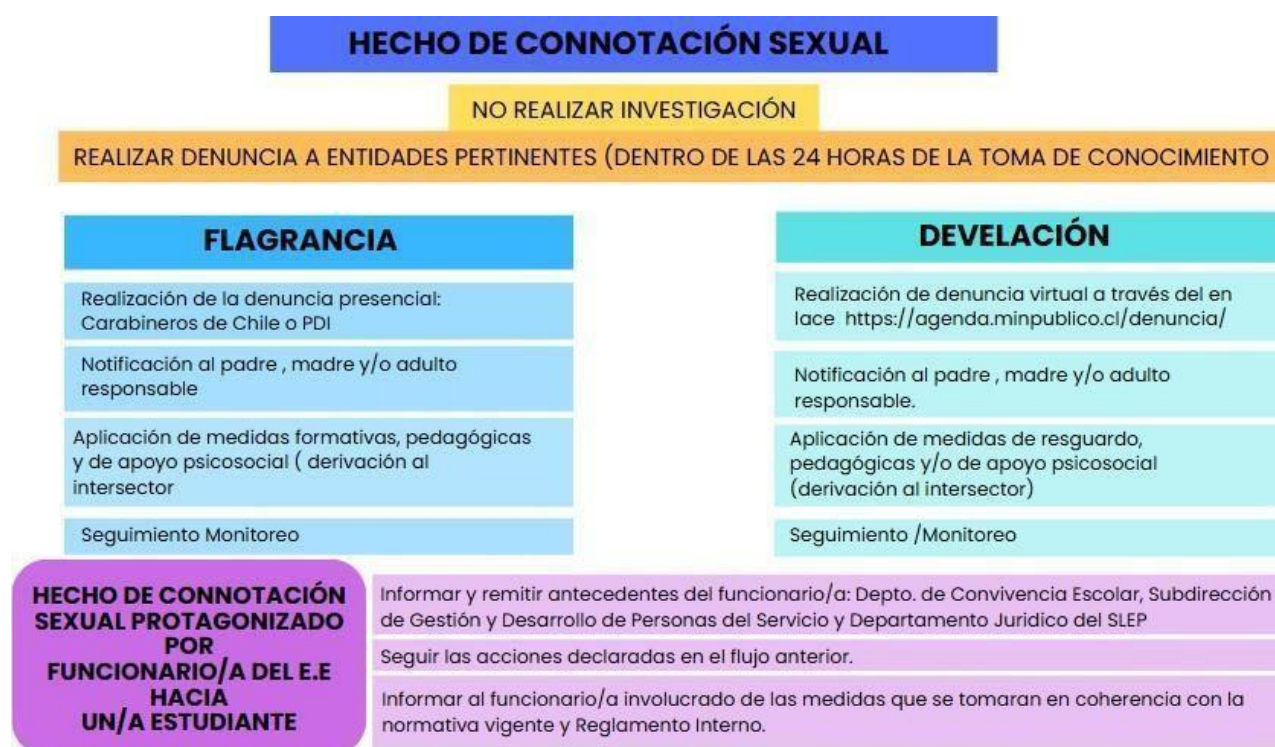 HECHO DE CONNOTACIÓN SEXUAL
NO REALIZAR INVESTIGACIÓN
REALIZAR DENUNCIA A ENTIDADES PERTINENTES (DENTRO DE LAS 24 HORAS DE LA TOMA DE CONOCIMIENTO
FLAGRANCIA
Realización de la denuncia presencial:
Carabineros de Chile o PDI
Notificación al padre , madre y/o adulto
responsable
Aplicación de medidas formativas, pedagógicas
y de apoyo psicosocial ( derivación al
intersector
Seguimiento Monitoreo
DEVELACIÓN
Realización de denuncia virtual a través del en
lace https://agenda.minpublico.cl/denuncia/
Notificación al padre , madre y/o adulto
responsable.
Aplicación de medidas de resguardo,
pedagógicas y/o de apoyo psicosocial
(derivación al intersector)
Seguimiento /Monitoreo
HECHO DE CONNOTACIÓN
SEXUAL PROTAGONIZADO
POR
FUNCIONARIO/A DEL E.E
HACIA
UN/A ESTUDIANTE
Informar y remitir antecedentes del funcionario/a: Depto. de Convivencia Escolar, Subdirección
de Gestión y Desarrollo de Personas del Servicio y Departamento Juridico del SLEP
Seguir las acciones declaradas en el flujo anterior.
Informar al funcionario/a involucrado de las medidas que se tomaran en coherencia con la
normativa vigente y Reglamento Interno.